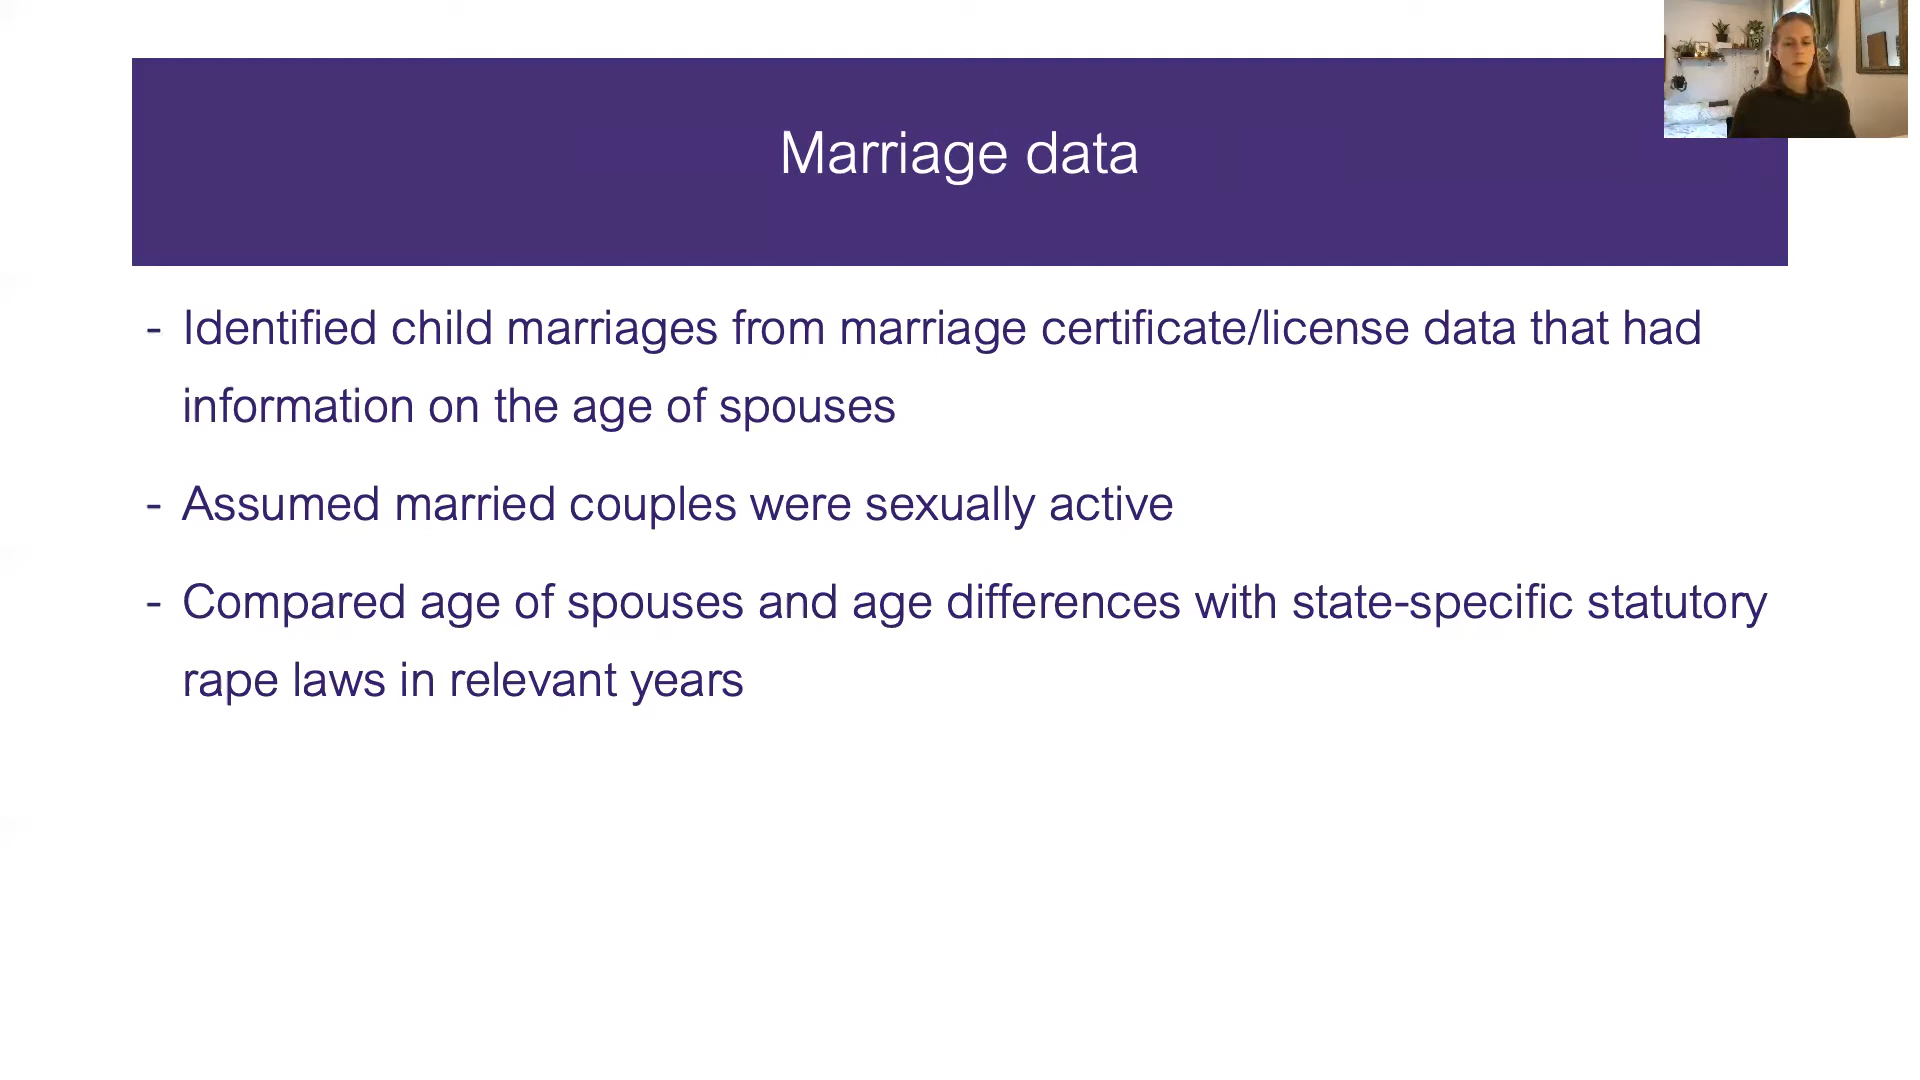 Marriage data
- Identified child marriages from marriage certificate/license data that had
information on the age of spouses
- Assumed married couples were sexually active
- Compared age of spouses and age differences with state-specific statutory
rape laws in relevant years